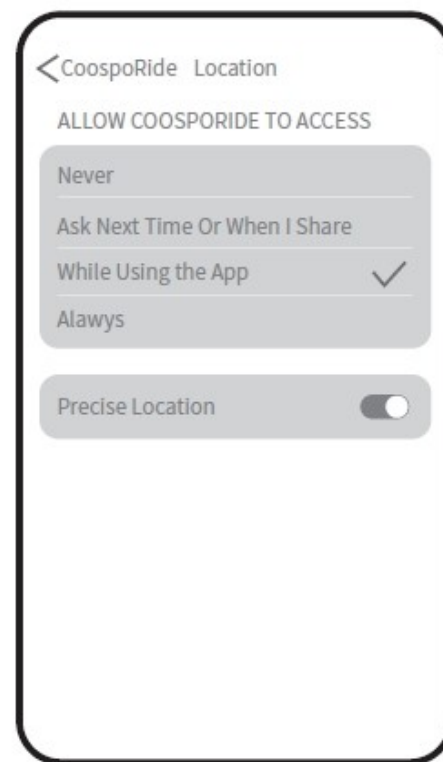 CoospoRide Location
ALLOW COOSPORIDE TO ACCESS
Never
Ask Next Time Or When I Share
While Using the App
Alawys
Precise Location